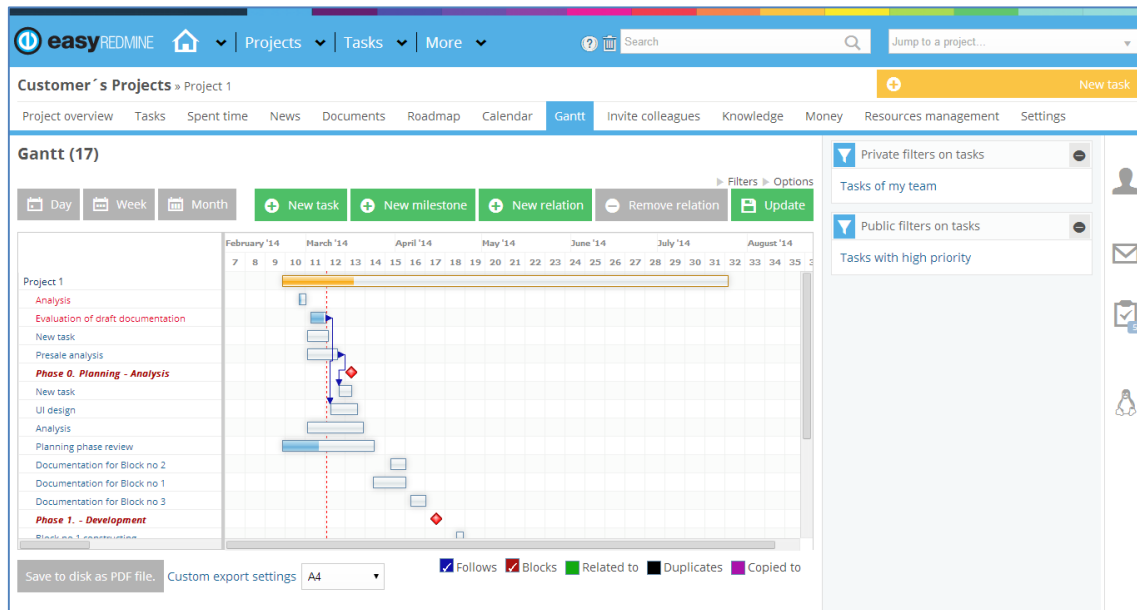 easy REDMINE Projects Tasks More Search Jump to a project...
Customer´s Projects » Project 1 New task
Project overview Tasks Spent time News Documents Roadmap Calendar Gantt Invite colleagues Knowledge Money Resources management Settings
Gantt (17)
Filters Options
Day Week Month New task New milestone New relation Remove relation Update
February '14 March '14 April '14 May '14 June '14 July '14 August '14
7 8 9 10 11 12 13 14 15 16 17 18 19 20 21 22 23 24 25 26 27 28 29 30 31 32 33 34 35
Project 1
Analysis
Evaluation of draft documentation
New task
Presale analysis
Phase 0. Planning - Analysis
New task
UI design
Analysis
Planning phase review
Documentation for Block no 2
Documentation for Block no 1
Documentation for Block no 3
Phase 1. - Development
Block no 1 constructing
Private filters on tasks
Tasks of my team
Public filters on tasks
Tasks with high priority
Save to disk as PDF file. Custom export settings A4
Follows Blocks Related to Duplicates Copied to